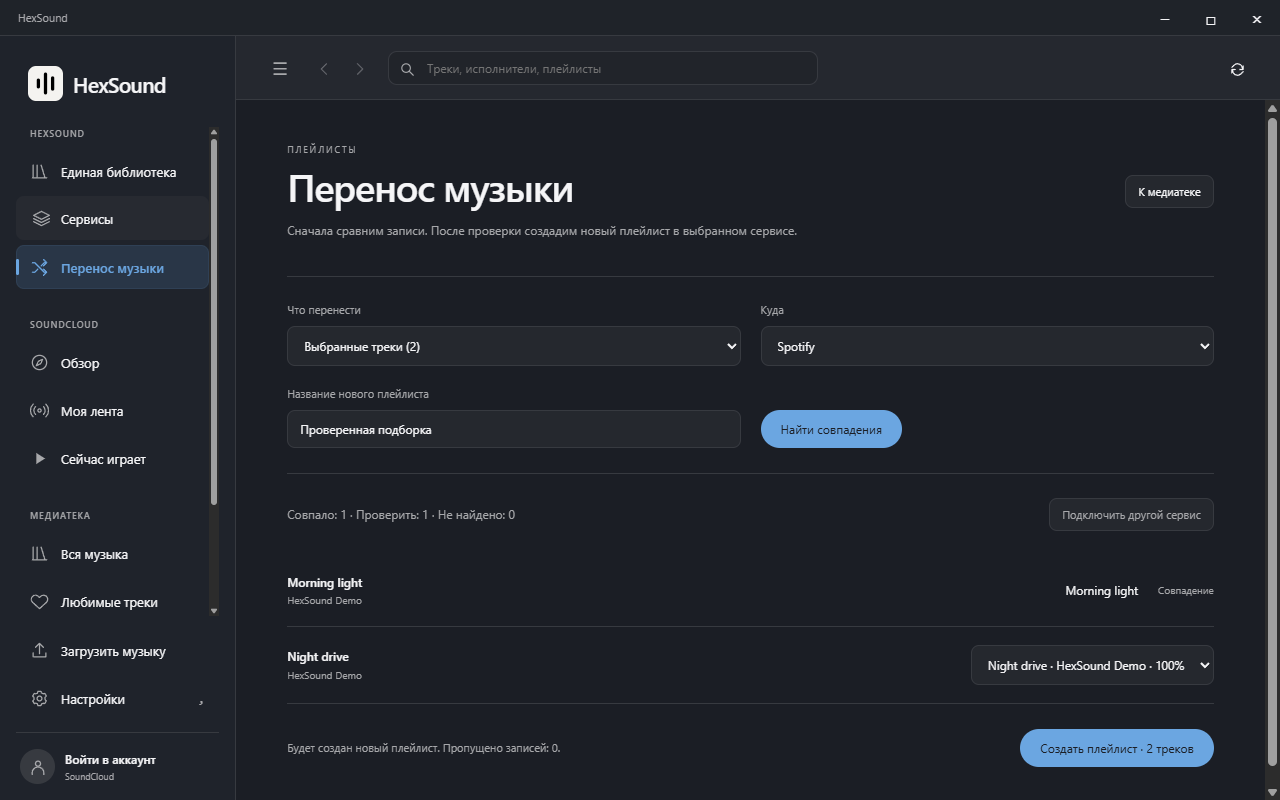 HexSound
HexSound
HEXSOUND
Единая библиотека
Сервисы
Перенос музыки
SOUNDCLOUD
Обзор
Моя лента
Сейчас играет
МЕДИАТЕКА
Вся музыка
Любимые треки
Загрузить музыку
Настройки
Войти в аккаунт
SoundCloud
Треки, исполнители, плейлисты
ПЛЕЙЛИСТЫ
Перенос музыки
К медиатеке
Сначала сравним записи. После проверки создадим новый плейлист в выбранном сервисе.
Что перенести
Куда
Выбранные треки (2)
Spotify
Название нового плейлиста
Проверенная подборка
Найти совпадения
Совпало: 1 · Проверить: 1 · Не найдено: 0
Подключить другой сервис
Morning light
HexSound Demo
Morning light
Совпадение
Night drive
HexSound Demo
Night drive · HexSound Demo · 100%
Будет создан новый плейлист. Пропущено записей: 0.
Создать плейлист · 2 треков